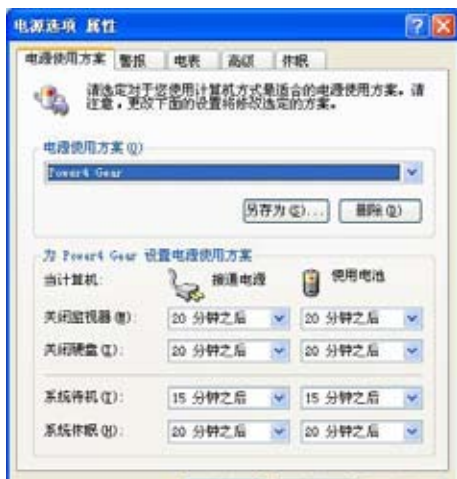 电源选项 属性
电源使用方案 警报 电表 高级 休眠
请选定对于您使用计算机方式最适合的电源使用方案。请
注意,更改下面的设置将修改选定的方案。
电源使用方案(O)
Power4 Gear
另存为(S)... 删除(D)
为 Power4 Gear 设置电源使用方案
当计算机: 接通电源 使用电池
关闭监视器(M): 20 分钟之后 20 分钟之后
关闭硬盘(I): 20 分钟之后 20 分钟之后
系统待机(T): 15 分钟之后 15 分钟之后
系统休眠(H): 20 分钟之后 20 分钟之后